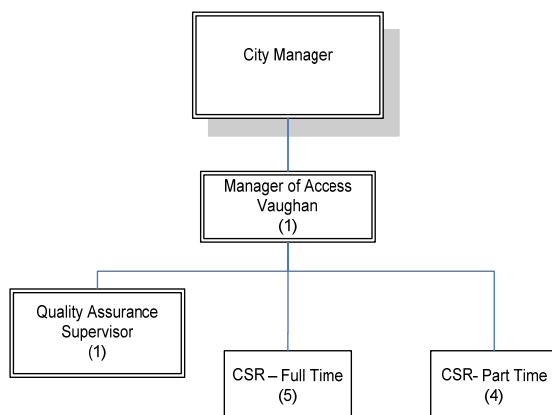 City Manager
Manager of Access
Vaughan
(1)
Quality Assurance
Supervisor
(1)
CSR – Full Time
(5)
CSR- Part Time
(4)